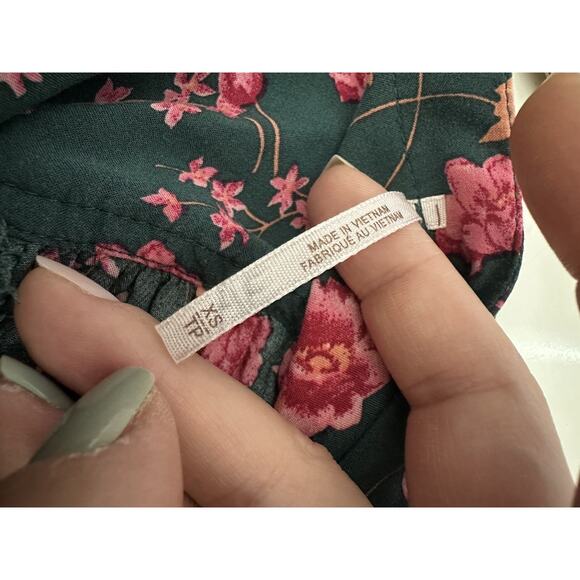 MADE IN VIETNAM
FABRIQUÉ AU VIETNAM
XS
TP